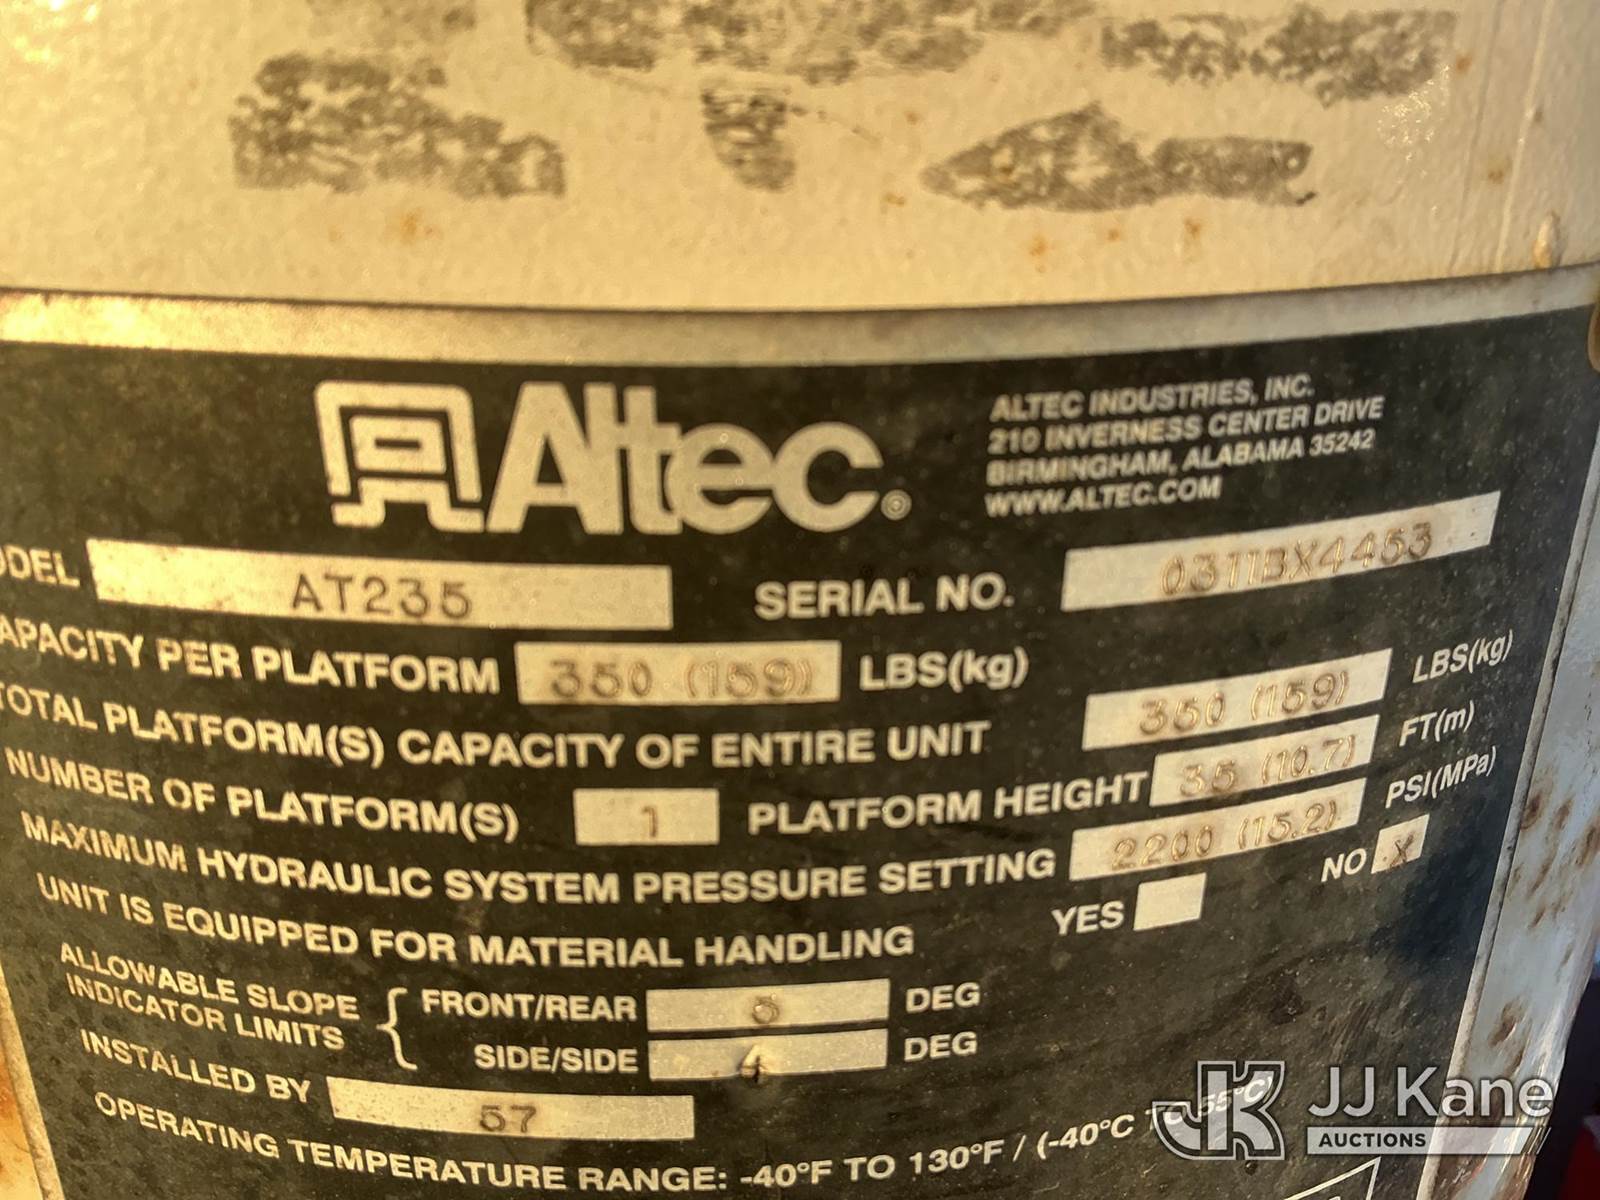 Altec®
ALTEC INDUSTRIES, INC.
210 INVERNESS CENTER DRIVE
BIRMINGHAM, ALABAMA 35242
WWW.ALTEC.COM
ODEL AT235 SERIAL NO. 0311BX4453
APACITY PER PLATFORM 350 (159) LBS(kg)
TOTAL PLATFORM(S) CAPACITY OF ENTIRE UNIT 350 (159) LBS(kg)
NUMBER OF PLATFORM(S) 1 PLATFORM HEIGHT 35 (10.7) FT(m)
MAXIMUM HYDRAULIC SYSTEM PRESSURE SETTING 2200 (15.2) PSI(MPa)
UNIT IS EQUIPPED FOR MATERIAL HANDLING YES NO X
ALLOWABLE SLOPE
INDICATOR LIMITS
FRONT/REAR 5 DEG
SIDE/SIDE 4 DEG
INSTALLED BY 57
OPERATING TEMPERATURE RANGE: -40°F TO 130°F / (-40°C TO 55°C)
JJ Kane
AUCTIONS